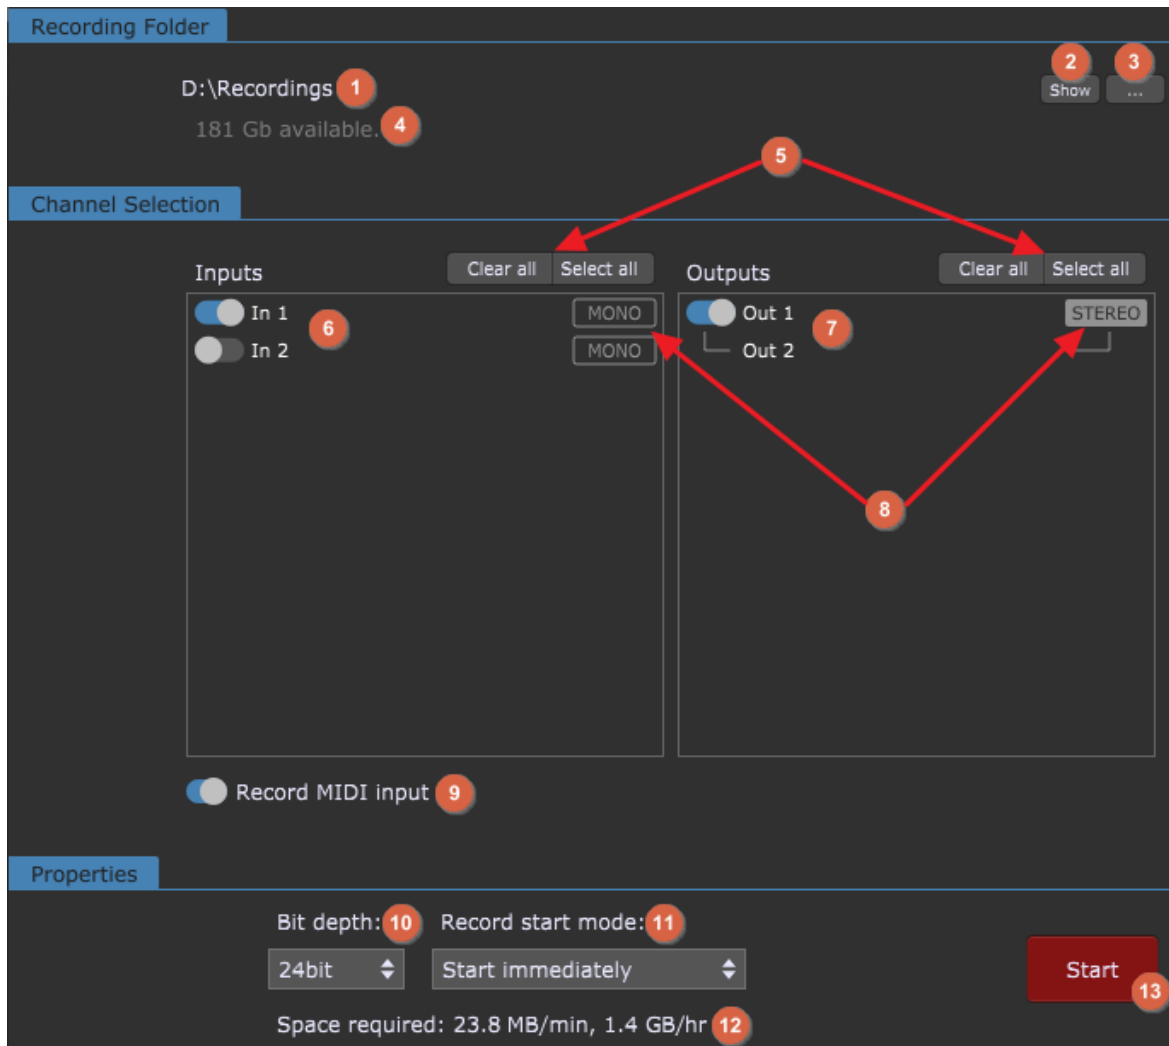 Recording Folder
D:\Recordings 1
2 3
Show ...
181 Gb available. 4
5
Channel Selection
Inputs Clear all Select all Outputs Clear all Select all
In 1 MONO Out 1 STEREO
6 7
In 2 MONO Out 2
8
Record MIDI input 9
Properties
Bit depth: 10 Record start mode: 11
24bit Start immediately Start
13
Space required: 23.8 MB/min, 1.4 GB/hr 12